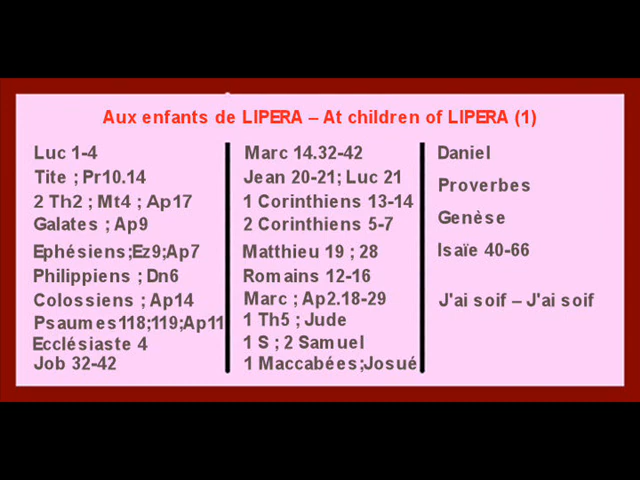 Aux enfants de LIPERA – At children of LIPERA (1)
Luc 1-4
Tite ; Pr10.14
2 Th2 ; Mt4 ; Ap17
Galates ; Ap9
Ephésiens;Ez9;Ap7
Philippiens ; Dn6
Colossiens ; Ap14
Psaumes118;119;Ap11
Ecclésiaste 4
Job 32-42
Marc 14.32-42
Jean 20-21; Luc 21
1 Corinthiens 13-14
2 Corinthiens 5-7
Matthieu 19 ; 28
Romains 12-16
Marc ; Ap2.18-29
1 Th5 ; Jude
1 S ; 2 Samuel
1 Maccabées;Josué
Daniel
Proverbes
Genèse
Isaïe 40-66
J'ai soif – J'ai soif